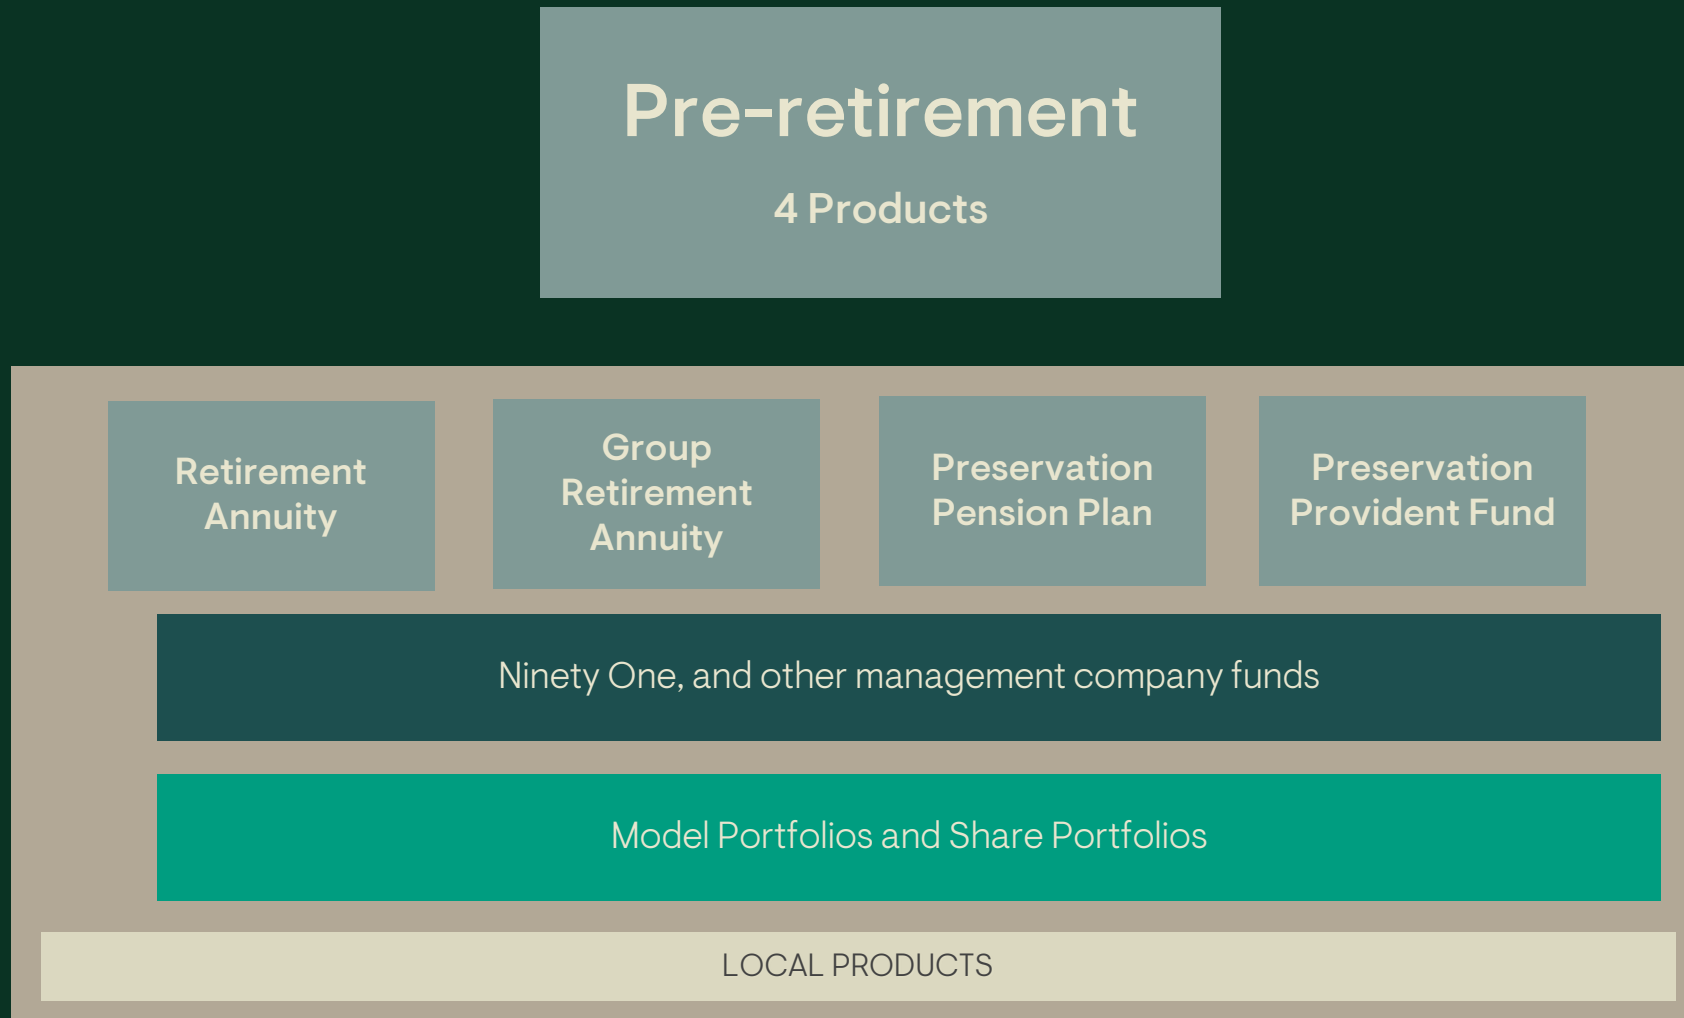 Pre-retirement
4 Products
Retirement
Annuity
Group
Retirement
Annuity
Preservation
Pension Plan
Preservation
Provident Fund
Ninety One, and other management company funds
Model Portfolios and Share Portfolios
LOCAL PRODUCTS